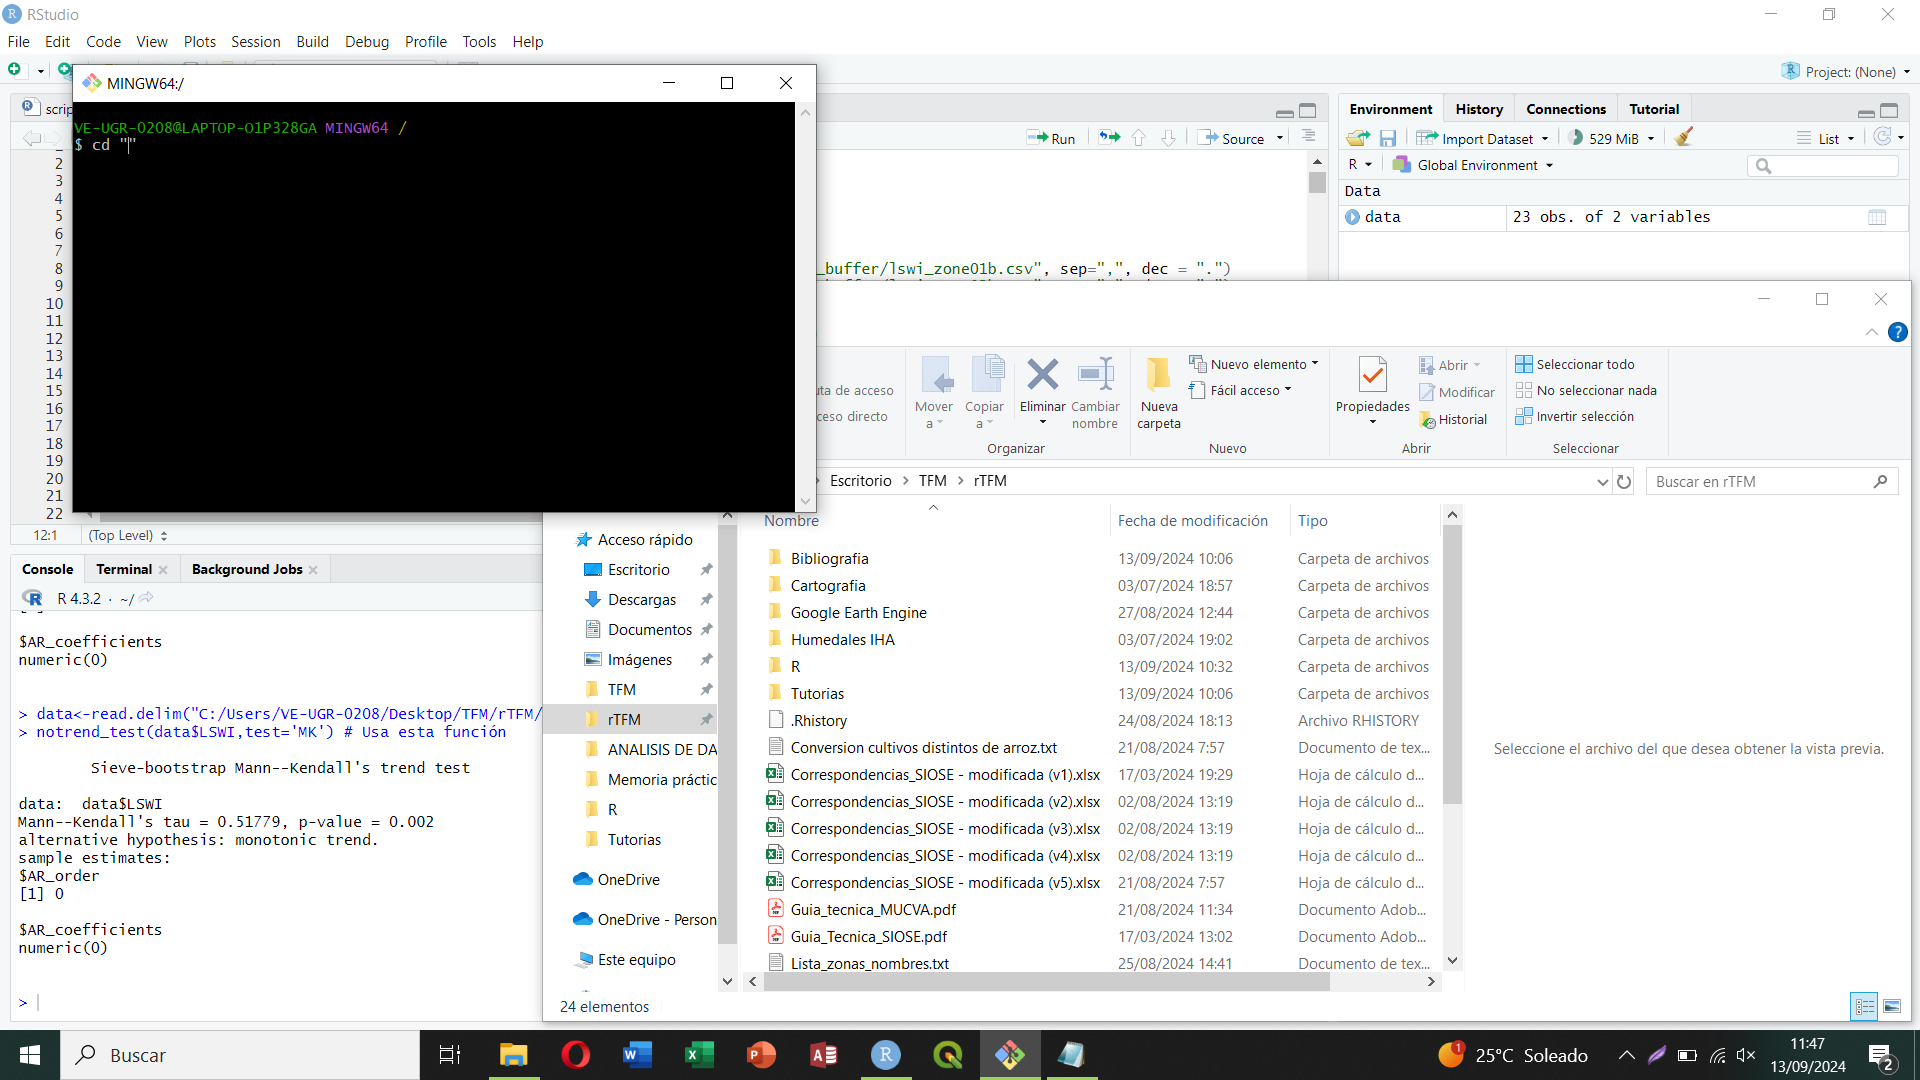 RStudio
File Edit Code View Plots Session Build Debug Profile Tools Help
Project: (None)
MINGW64:/
VE-UGR-0208@LAPTOP-O1P328GA MINGW64 /
$ cd ""
scrip
Run
Source
2
3
4
5
6
7
8
9
10
11
12
13
14
15
16
17
18
19
20
21
22
_buffer/lswi_zone01b.csv", sep=",", dec = ".")
12:1 (Top Level)
Environment History Connections Tutorial
Import Dataset 529 MiB List
R Global Environment
Data
data 23 obs. of 2 variables
Console Terminal Background Jobs
R 4.3.2 · ~/
$AR_coefficients
numeric(0)
> data<-read.delim("C:/Users/VE-UGR-0208/Desktop/TFM/rTFM/
> notrend_test(data$LSWI,test='MK') # Usa esta función
Sieve-bootstrap Mann--Kendall's trend test
data: data$LSWI
Mann--Kendall's tau = 0.51779, p-value = 0.002
alternative hypothesis: monotonic trend.
sample estimates:
$AR_order
[1] 0
$AR_coefficients
numeric(0)
>
uta de acceso
ceso directo
Mover a
Copiar a
Eliminar
Cambiar nombre
Organizar
Nueva carpeta
Nuevo elemento
Fácil acceso
Nuevo
Propiedades
Abrir
Modificar
Historial
Abrir
Seleccionar todo
No seleccionar nada
Invertir selección
Seleccionar
Escritorio > TFM > rTFM
Buscar en rTFM
Acceso rápido
Escritorio
Descargas
Documentos
Imágenes
TFM
rTFM
ANALISIS DE DA
Memoria práctic
R
Tutorias
OneDrive
OneDrive - Person
Este equipo
Nombre Fecha de modificación Tipo
Bibliografia 13/09/2024 10:06 Carpeta de archivos
Cartografia 03/07/2024 18:57 Carpeta de archivos
Google Earth Engine 27/08/2024 12:44 Carpeta de archivos
Humedales IHA 03/07/2024 19:02 Carpeta de archivos
R 13/09/2024 10:32 Carpeta de archivos
Tutorias 13/09/2024 10:06 Carpeta de archivos
.Rhistory 24/08/2024 18:13 Archivo RHISTORY
Conversion cultivos distintos de arroz.txt 21/08/2024 7:57 Documento de tex...
Correspondencias_SIOSE - modificada (v1).xlsx 17/03/2024 19:29 Hoja de cálculo d...
Correspondencias_SIOSE - modificada (v2).xlsx 02/08/2024 13:19 Hoja de cálculo d...
Correspondencias_SIOSE - modificada (v3).xlsx 02/08/2024 13:19 Hoja de cálculo d...
Correspondencias_SIOSE - modificada (v4).xlsx 02/08/2024 13:19 Hoja de cálculo d...
Correspondencias_SIOSE - modificada (v5).xlsx 21/08/2024 7:57 Hoja de cálculo d...
Guia_tecnica_MUCVA.pdf 21/08/2024 11:34 Documento Adob...
Guia_Tecnica_SIOSE.pdf 17/03/2024 13:02 Documento Adob...
Lista_zonas_nombres.txt 25/08/2024 14:41 Documento de tex...
Seleccione el archivo del que desea obtener la vista previa.
24 elementos
Buscar
1
25°C Soleado
11:47
13/09/2024
2